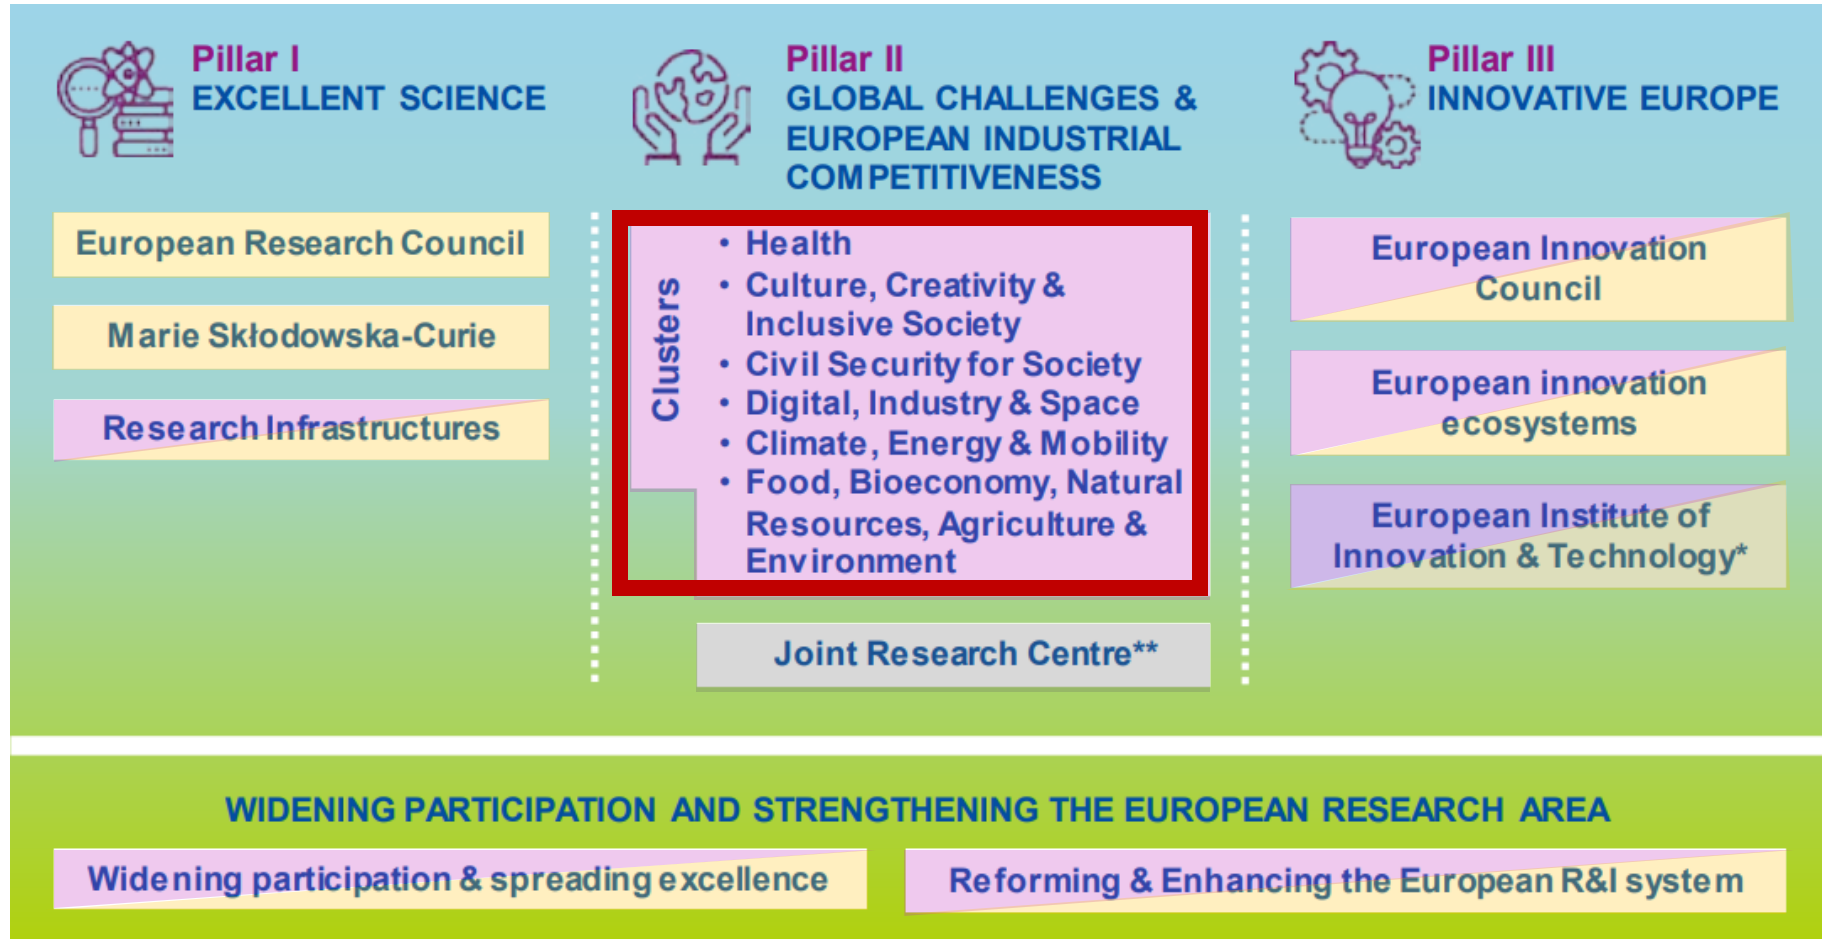 Pillar I
EXCELLENT SCIENCE
European Research Council
Marie Skłodowska-Curie
Research Infrastructures
Pillar II
GLOBAL CHALLENGES &
EUROPEAN INDUSTRIAL
COMPETITIVENESS
Clusters
• Health
• Culture, Creativity &
Inclusive Society
• Civil Security for Society
• Digital, Industry & Space
• Climate, Energy & Mobility
• Food, Bioeconomy, Natural
Resources, Agriculture &
Environment
Joint Research Centre**
Pillar III
INNOVATIVE EUROPE
European Innovation
Council
European innovation
ecosystems
European Institute of
Innovation & Technology*
WIDENING PARTICIPATION AND STRENGTHENING THE EUROPEAN RESEARCH AREA
Widening participation & spreading excellence
Reforming & Enhancing the European R&I system